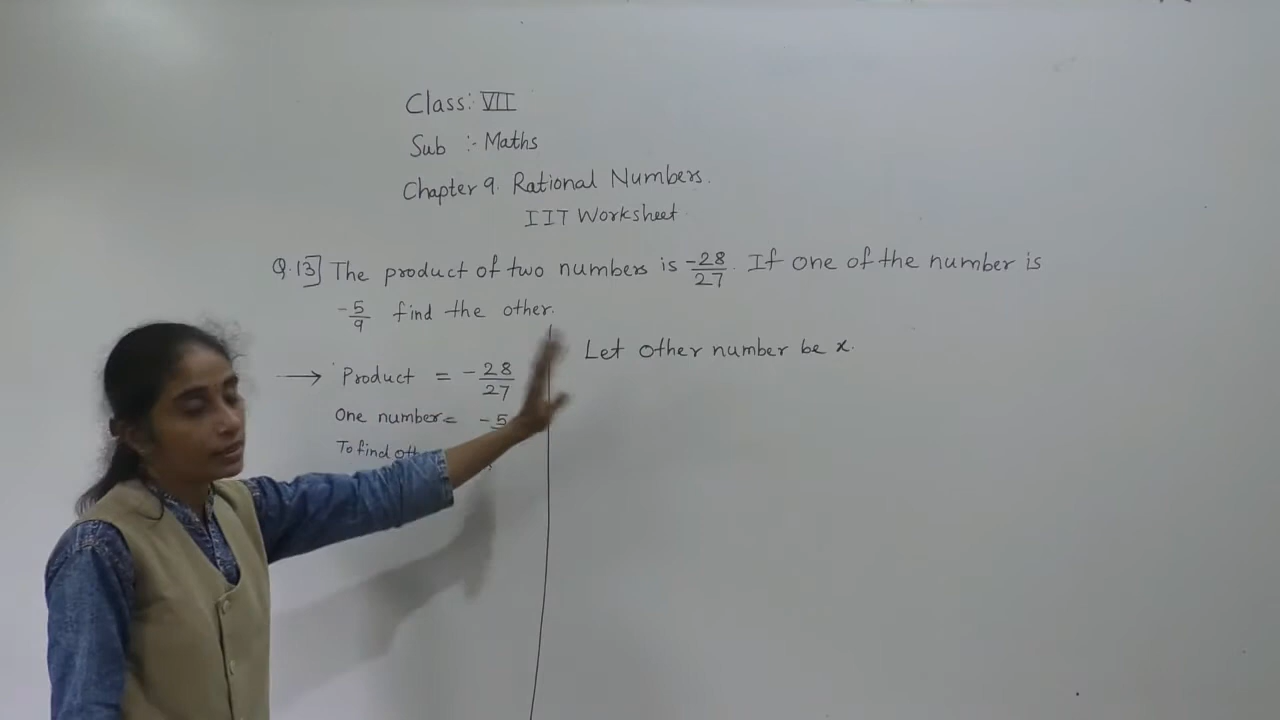 Class: VII
Sub :- Maths
Chapter 9. Rational Numbers.
IIT Worksheet
Q.13] The product of two numbers is -28/27. If one of the number is
-5/9 find the other.
Let other number be x.
→ Product = -28/27
One number = -5
To find